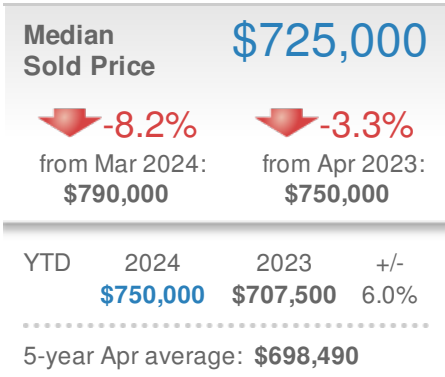 Median $725,000
Sold Price
-8.2% -3.3%
from Mar 2024: from Apr 2023:
$790,000 $750,000
YTD 2024 2023 +/-
$750,000 $707,500 6.0%
5-year Apr average: $698,490